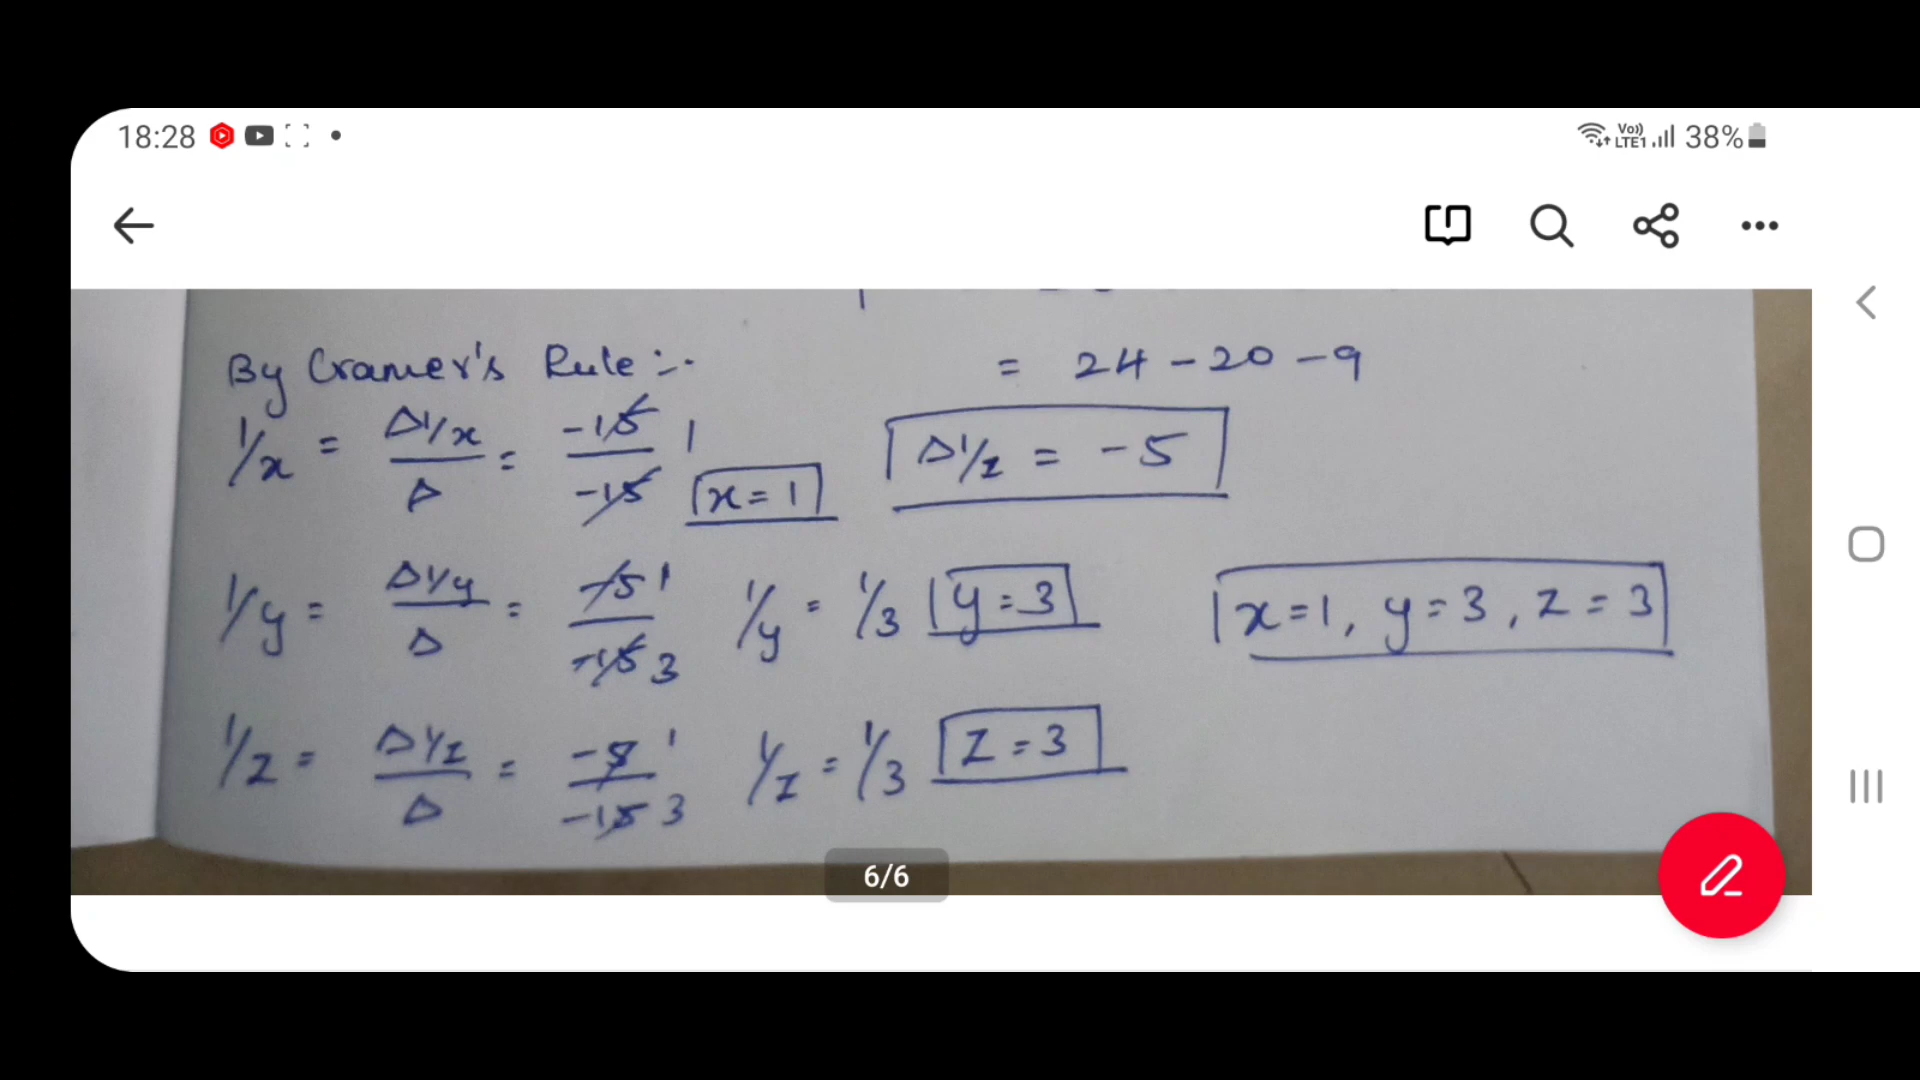 18:28
Vo)) LTE1 38%
By Cramer's Rule :-
= 24 - 20 - 9
1/x = Δ1/x / Δ = -15 / -15 1 x = 1
Δ1/z = -5
1/y = Δ1/y / Δ = -5 1 / -15 3 1/y = 1/3 y = 3
x = 1, y = 3, z = 3
1/z = Δ1/z / Δ = -5 1 / -15 3 1/z = 1/3 z = 3
6/6